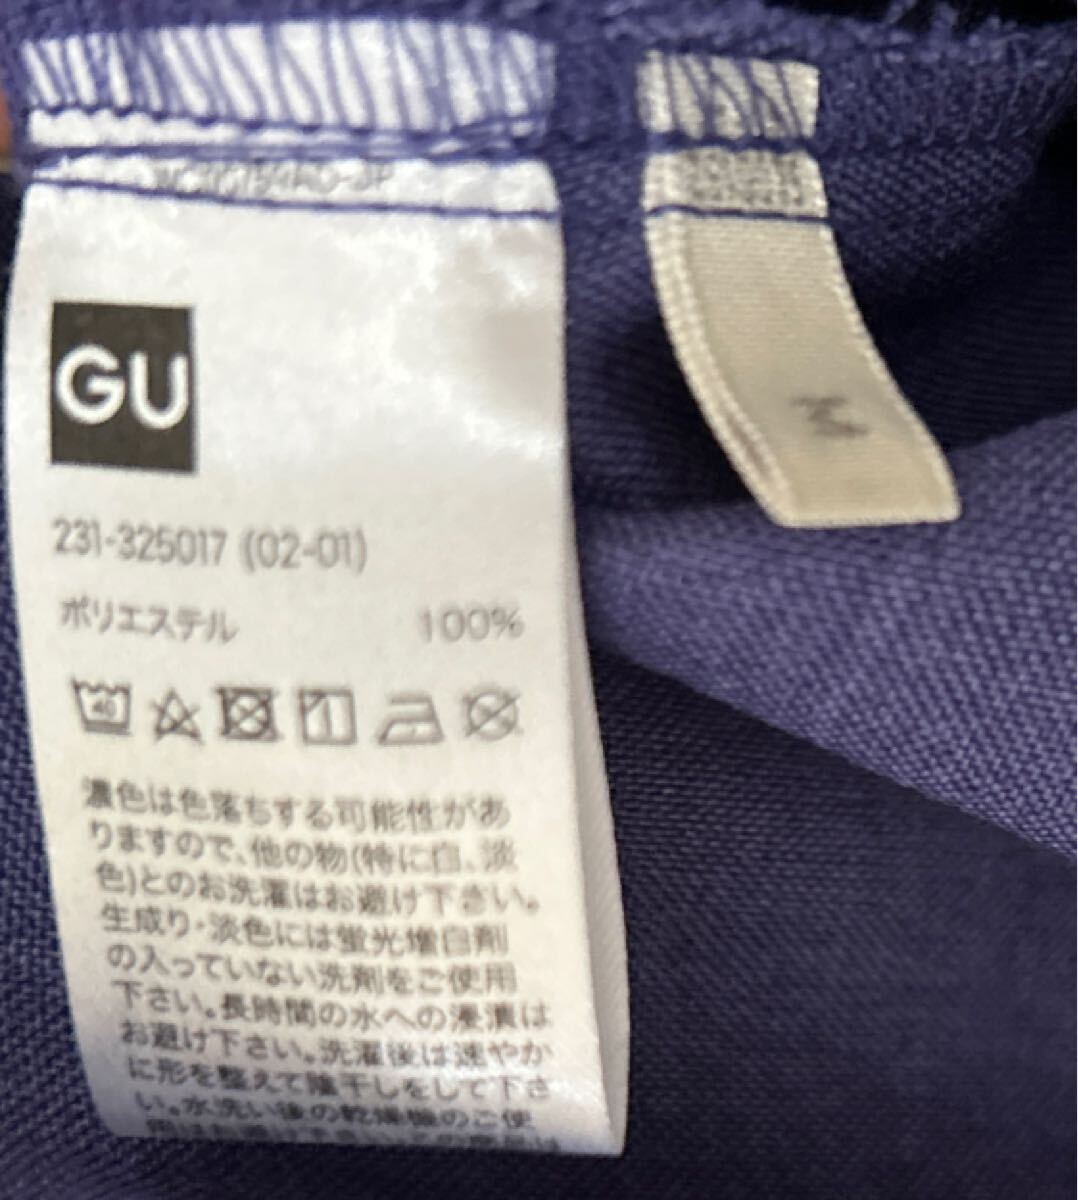 GU
231-325017 (02-01)
ポリエステル 100%
40
M
濃色は色落ちする可能性があ
りますので、他の物(特に白、淡
色)とのお洗濯はお避け下さい。
生成り・淡色には蛍光増白剤
の入っていない洗剤をご使用
下さい。長時間の水への浸漬は
お避け下さい。洗濯後は速やか
に形を整えて陰干しをして下さ
い。水洗い後の乾燥機のご使